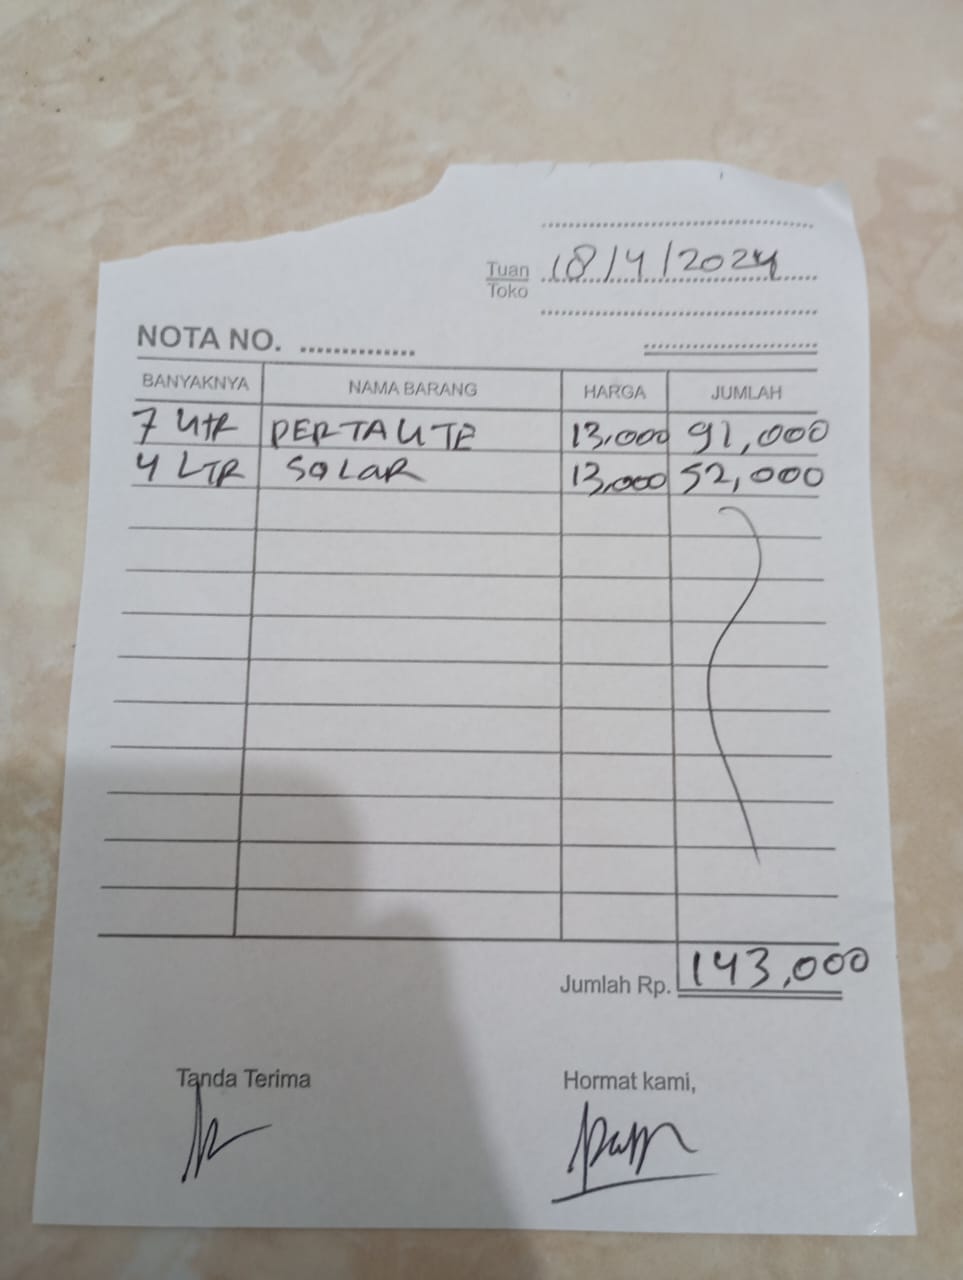 Tuan 18/4/2024
Toko
NOTA NO. ..............
BANYAKNYA NAMA BARANG HARGA JUMLAH
7 LITR PERTALITE 13,000 91,000
4 LTR SOLAR 13,000 52,000
Jumlah Rp. 143,000
Tanda Terima Hormat kami,